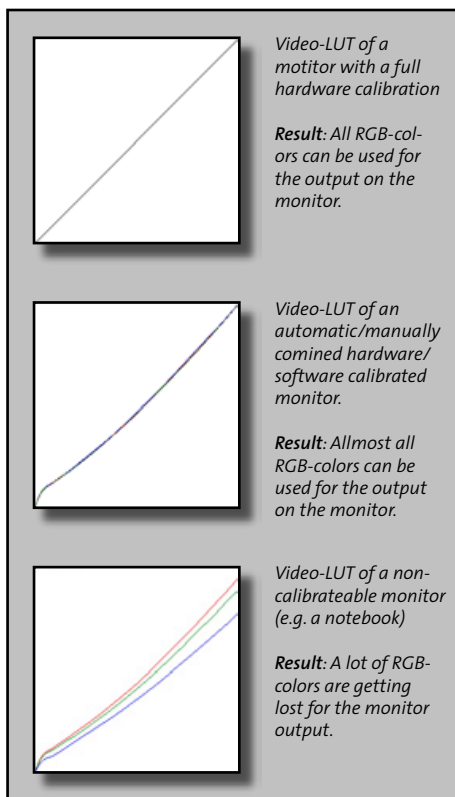 Video-LUT of a
motitor with a full
hardware calibration
Result: All RGB-col-
ors can be used for
the output on the
monitor.
Video-LUT of an
automatic/manually
comined hardware/
software calibrated
monitor.
Result: Allmost all
RGB-colors can be
used for the output
on the monitor.
Video-LUT of a non-
calibrateable monitor
(e.g. a notebook)
Result: A lot of RGB-
colors are getting
lost for the monitor
output.